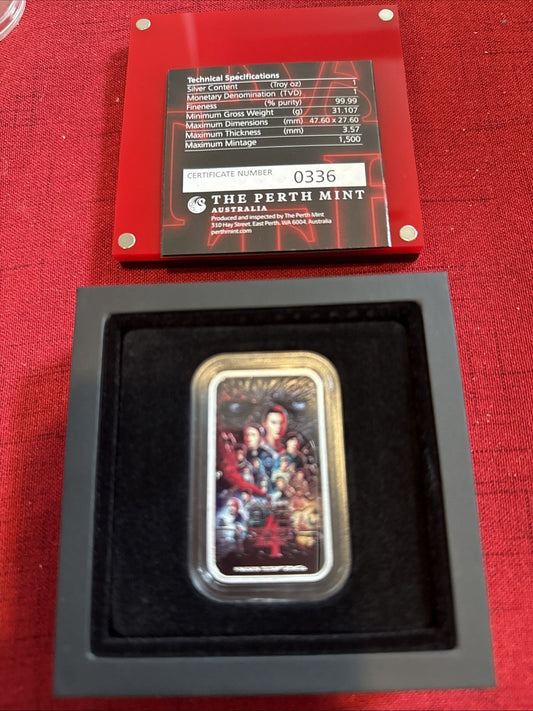 Technical Specifications
Silver Content (Troy oz) 1
Monetary Denomination (TVD) 1
Fineness (% purity) 99.99
Minimum Gross Weight (g) 31.107
Maximum Dimensions (mm) 47.60 x 27.60
Maximum Thickness (mm) 3.57
Maximum Mintage 1,500
CERTIFICATE NUMBER 0336
THE PERTH MINT
AUSTRALIA
Produced and inspected by The Perth Mint
310 Hay Street, East Perth, WA 6004, Australia
perthmint.com
4